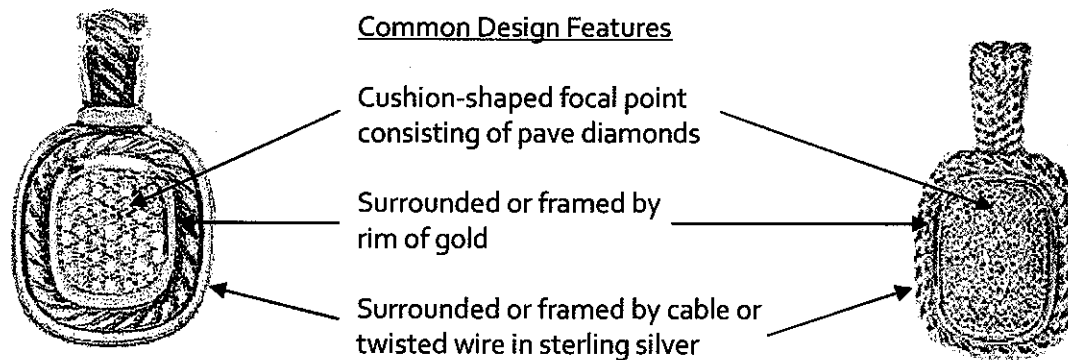 Common Design Features
Cushion-shaped focal point
consisting of pave diamonds
Surrounded or framed by
rim of gold
Surrounded or framed by cable or
twisted wire in sterling silver